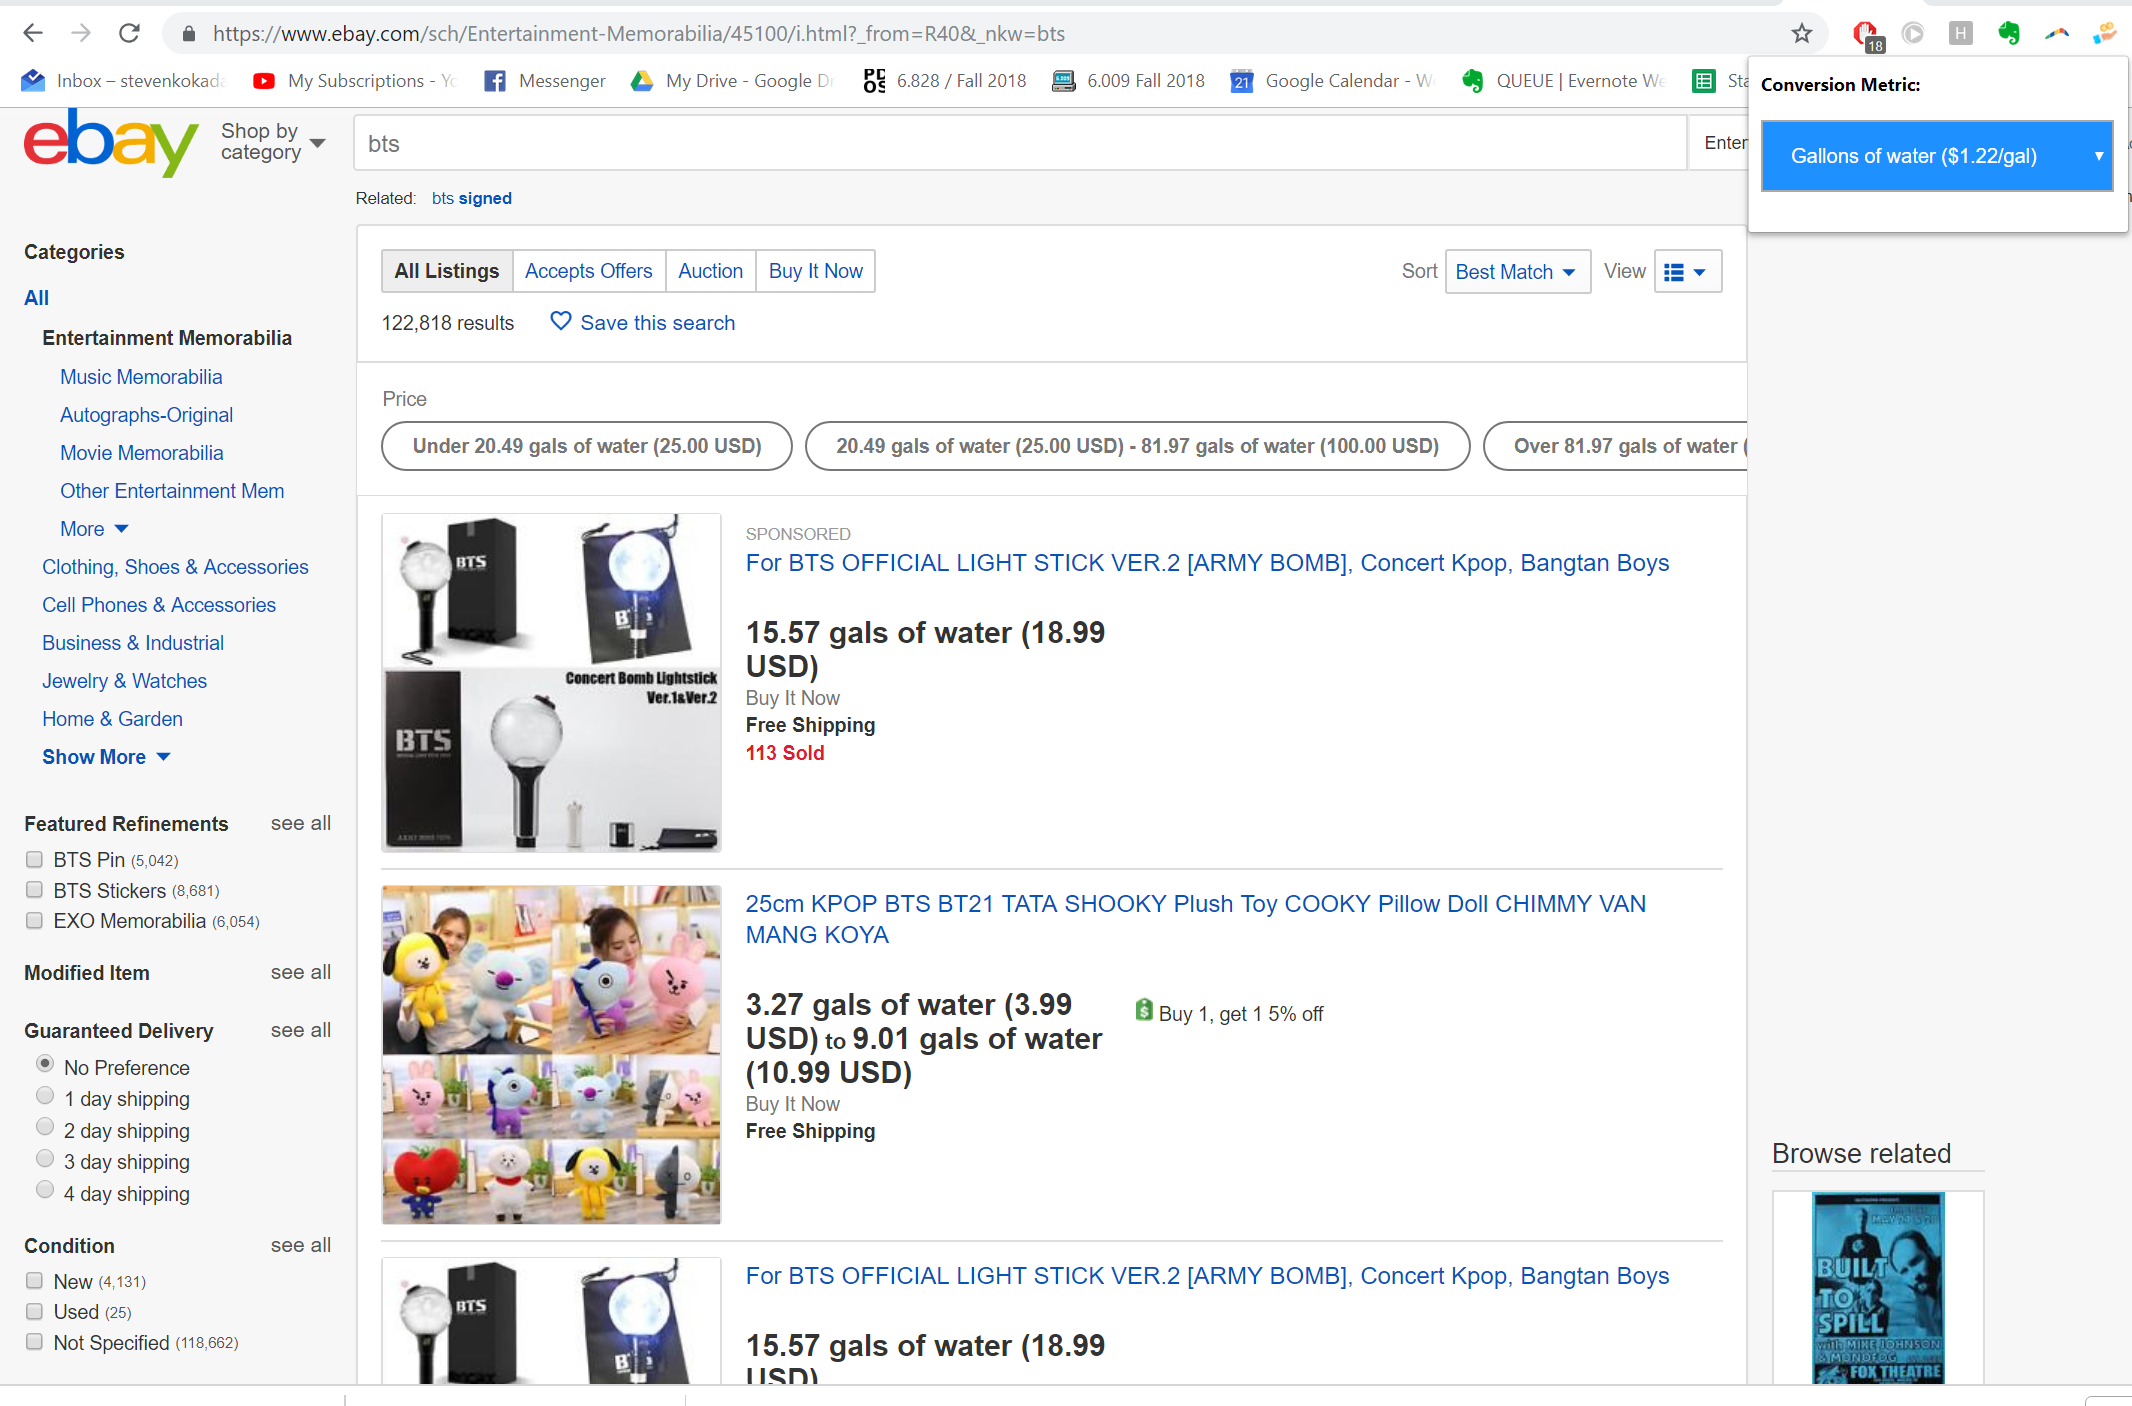 https://www.ebay.com/sch/Entertainment-Memorabilia/45100/i.html?_from=R40&_nkw=bts
18
H
Inbox – stevenkokada
My Subscriptions - Yo
Messenger
My Drive - Google Dr
PDOS
6.828 / Fall 2018
6.009 Fall 2018
21
Google Calendar - We
QUEUE | Evernote We
Sta
Conversion Metric:
Gallons of water ($1.22/gal)
ebay
Shop by
category
bts
Enter
Related: bts signed
Categories
All
Entertainment Memorabilia
Music Memorabilia
Autographs-Original
Movie Memorabilia
Other Entertainment Mem
More
Clothing, Shoes & Accessories
Cell Phones & Accessories
Business & Industrial
Jewelry & Watches
Home & Garden
Show More
Featured Refinements see all
BTS Pin (5,042)
BTS Stickers (8,681)
EXO Memorabilia (6,054)
Modified Item see all
Guaranteed Delivery see all
No Preference
1 day shipping
2 day shipping
3 day shipping
4 day shipping
Condition see all
New (4,131)
Used (25)
Not Specified (118,662)
All Listings
Accepts Offers
Auction
Buy It Now
Sort
Best Match
View
122,818 results
Save this search
Price
Under 20.49 gals of water (25.00 USD)
20.49 gals of water (25.00 USD) - 81.97 gals of water (100.00 USD)
Over 81.97 gals of water (
BTS
Concert Bomb Lightstick
Ver.1&Ver.2
BTS
SPONSORED
For BTS OFFICIAL LIGHT STICK VER.2 [ARMY BOMB], Concert Kpop, Bangtan Boys
15.57 gals of water (18.99
USD)
Buy It Now
Free Shipping
113 Sold
25cm KPOP BTS BT21 TATA SHOOKY Plush Toy COOKY Pillow Doll CHIMMY VAN
MANG KOYA
3.27 gals of water (3.99
USD) to 9.01 gals of water
(10.99 USD)
Buy It Now
Free Shipping
Buy 1, get 1 5% off
BTS
For BTS OFFICIAL LIGHT STICK VER.2 [ARMY BOMB], Concert Kpop, Bangtan Boys
15.57 gals of water (18.99
USD)
Browse related
BUILT
TO
SPILL
with MIKE JOHNSON
& MONOFOG
FOX THEATRE